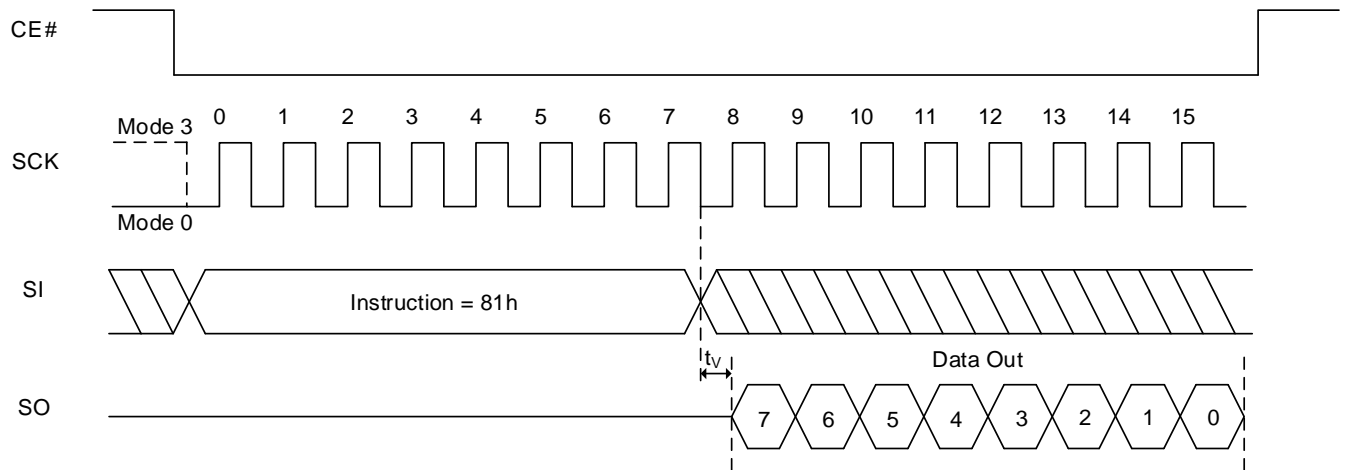 CE#
0 1 2 3 4 5 6 7 8 9 10 11 12 13 14 15
Mode 3
SCK
Mode 0
SI
Instruction = 81h
tV
Data Out
SO
7 6 5 4 3 2 1 0